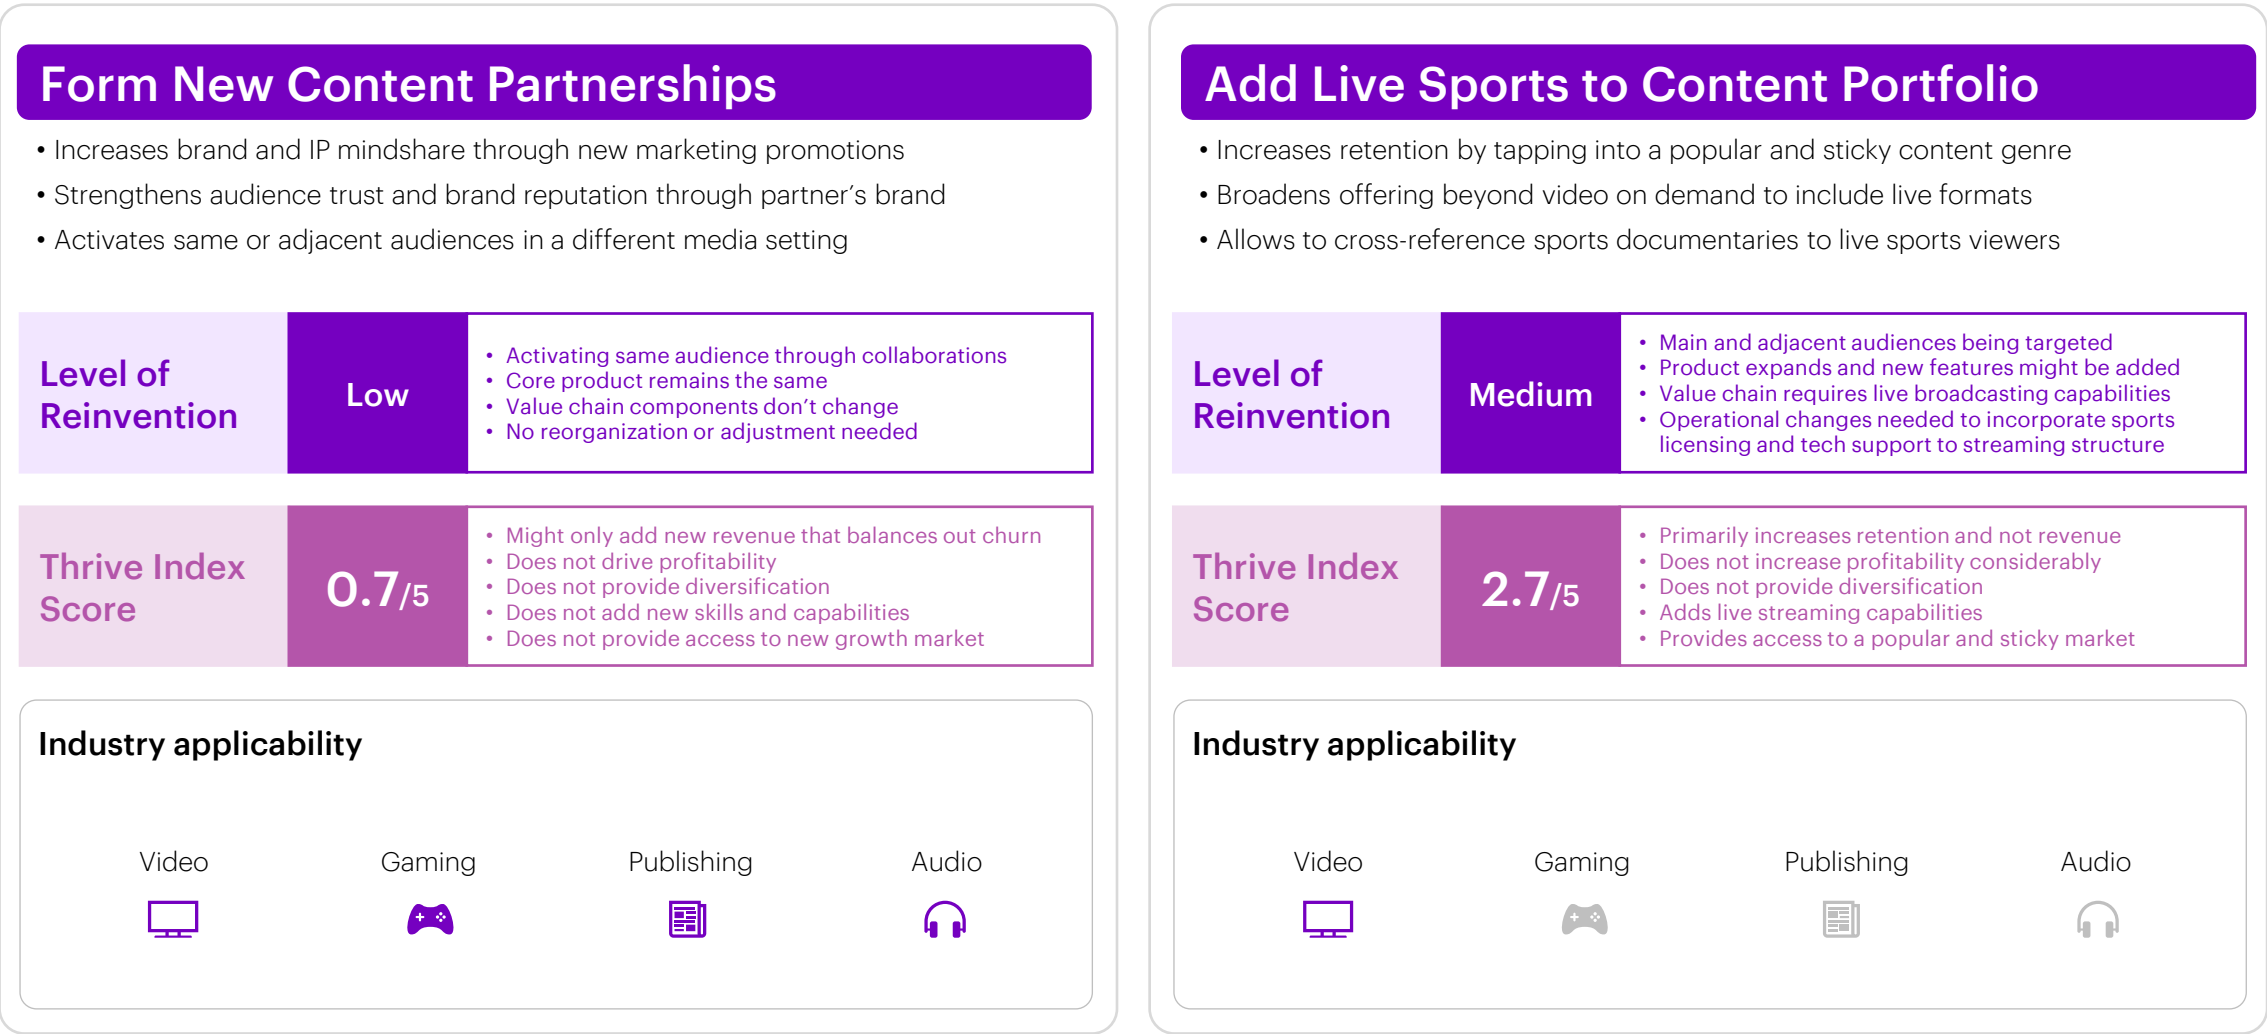 Form New Content Partnerships
• Increases brand and IP mindshare through new marketing promotions
• Strengthens audience trust and brand reputation through partner’s brand
• Activates same or adjacent audiences in a different media setting
Level of
Reinvention
Low
• Activating same audience through collaborations
• Core product remains the same
• Value chain components don’t change
• No reorganization or adjustment needed
Thrive Index
Score
0.7/5
• Might only add new revenue that balances out churn
• Does not drive profitability
• Does not provide diversification
• Does not add new skills and capabilities
• Does not provide access to new growth market
Industry applicability
Video Gaming Publishing Audio
Add Live Sports to Content Portfolio
• Increases retention by tapping into a popular and sticky content genre
• Broadens offering beyond video on demand to include live formats
• Allows to cross-reference sports documentaries to live sports viewers
Level of
Reinvention
Medium
• Main and adjacent audiences being targeted
• Product expands and new features might be added
• Value chain requires live broadcasting capabilities
• Operational changes needed to incorporate sports
licensing and tech support to streaming structure
Thrive Index
Score
2.7/5
• Primarily increases retention and not revenue
• Does not increase profitability considerably
• Does not provide diversification
• Adds live streaming capabilities
• Provides access to a popular and sticky market
Industry applicability
Video Gaming Publishing Audio